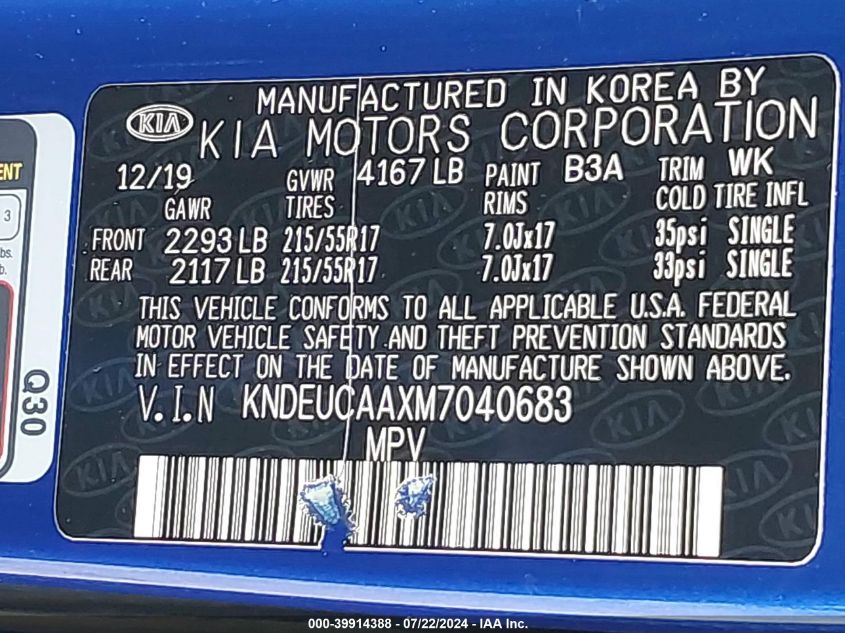 MANUFACTURED IN KOREA BY
KIA KIA MOTORS CORPORATION
12/19 GVWR 4167 LB PAINT B3A TRIM WK
GAWR TIRES RIMS COLD TIRE INFL
FRONT 2293 LB 215/55R17 7.0Jx17 35psi SINGLE
REAR 2117 LB 215/55R17 7.0Jx17 33psi SINGLE
THIS VEHICLE CONFORMS TO ALL APPLICABLE U.S.A. FEDERAL
MOTOR VEHICLE SAFETY AND THEFT PREVENTION STANDARDS
IN EFFECT ON THE DATE OF MANUFACTURE SHOWN ABOVE.
V.I.N KNDEUCAAXM7040683
MPV
Q30
3
000-39914388 - 07/22/2024 - IAA Inc.